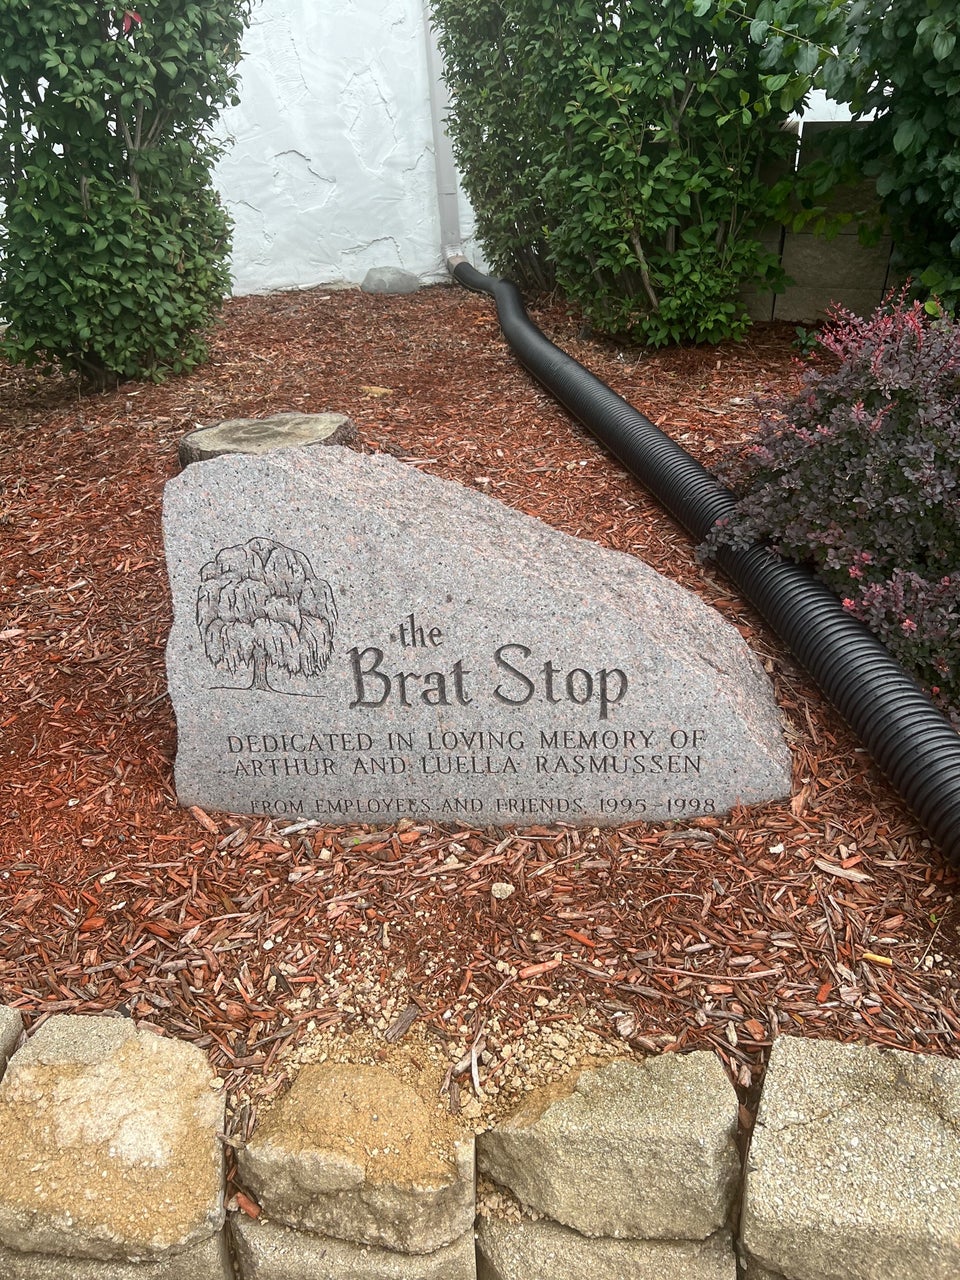 the
Brat Stop
DEDICATED IN LOVING MEMORY OF
ARTHUR AND LUELLA RASMUSSEN
FROM EMPLOYEES AND FRIENDS, 1995-1998